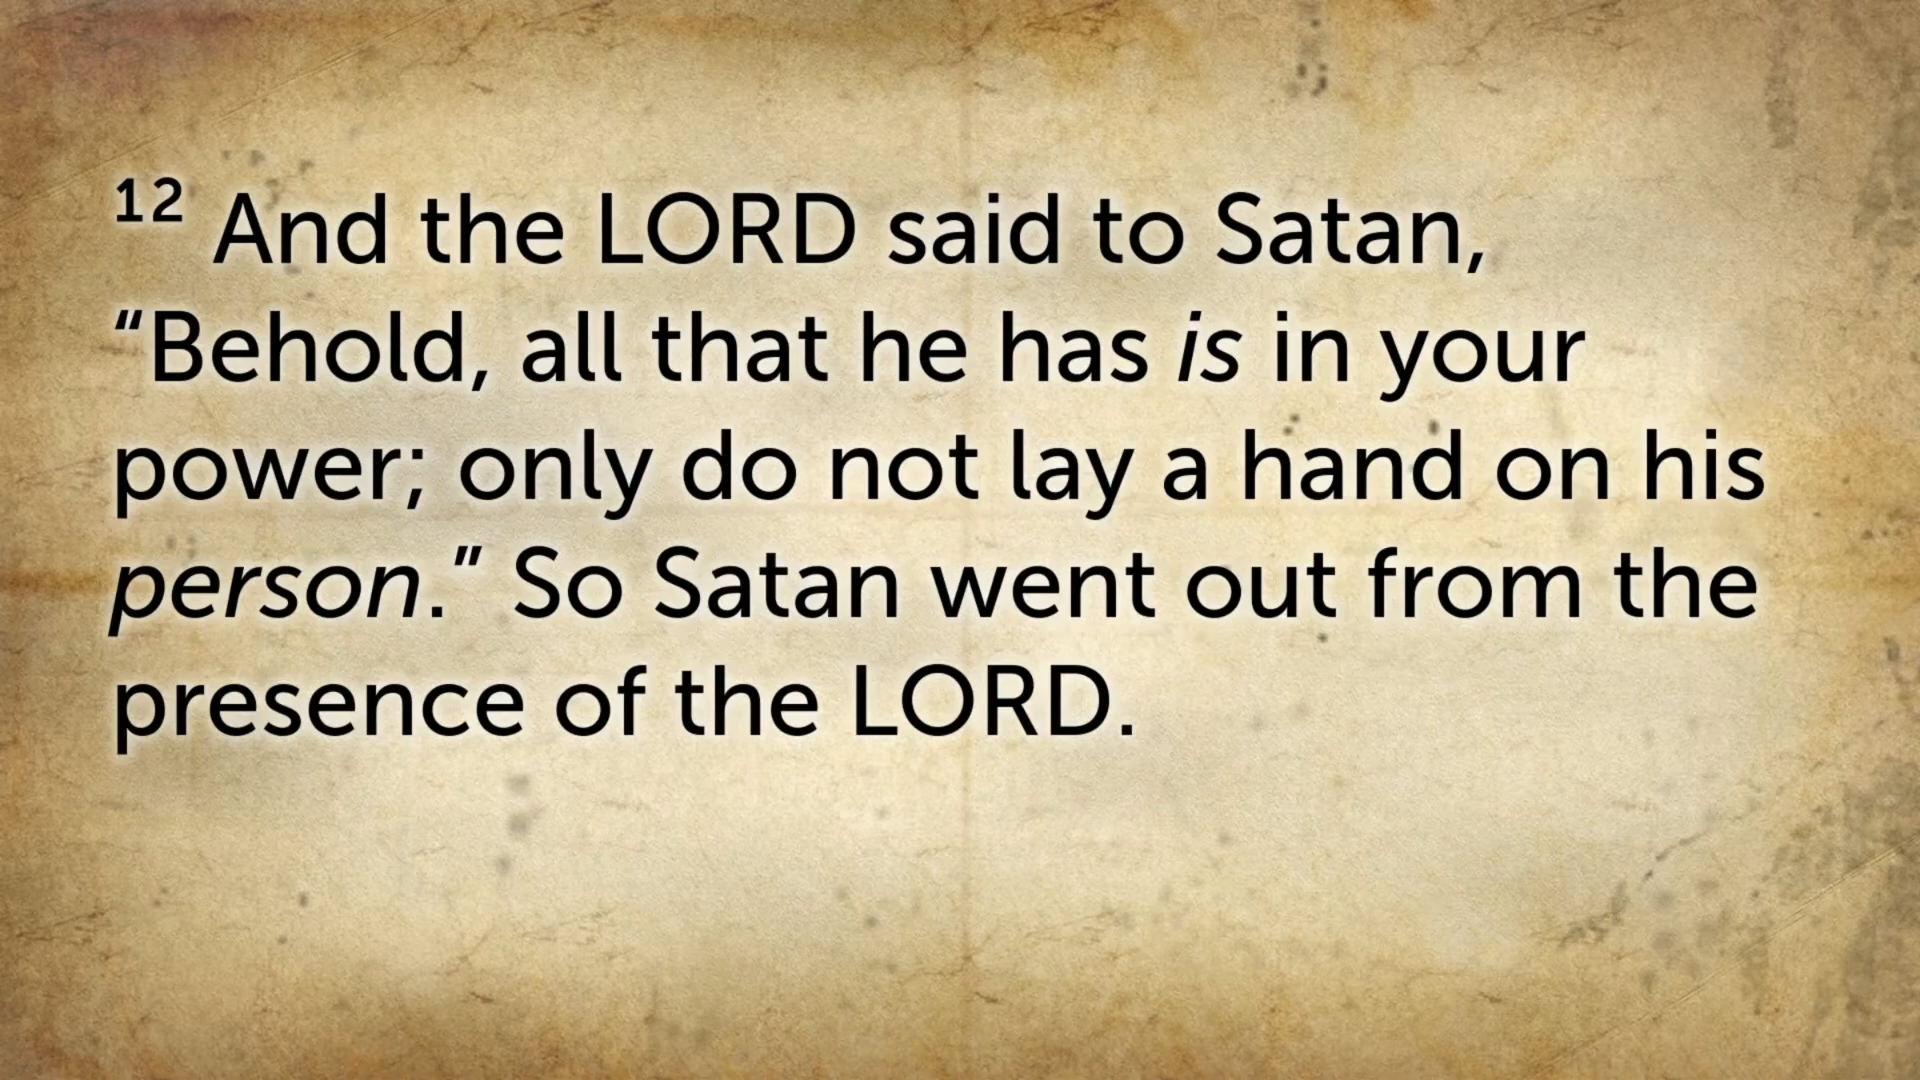 12 And the LORD said to Satan,
“Behold, all that he has is in your
power; only do not lay a hand on his
person.” So Satan went out from the
presence of the LORD.